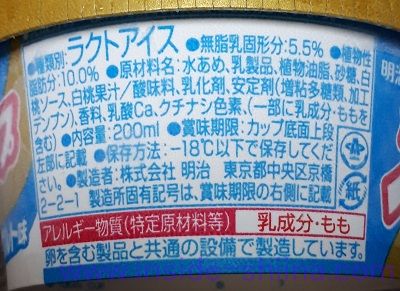 ●種類別:ラクトアイス ●無脂乳固形分:5.5% ●植物性
脂肪分:10.0% ●原材料名:水あめ、乳製品、植物油脂、砂糖、白
桃ソース、白桃果汁/酸味料、乳化剤、安定剤(増粘多糖類、加工
デンプン)、香料、乳酸Ca、クチナシ色素、(一部に乳成分・ももを
含む) ●内容量:200ml ●賞味期限:カップ底面上段
左部に記載 ●保存方法:−18℃以下で保存してくだ
さい。●製造者:株式会社 明治 東京都中央区京橋
2-2-1 製造所固有記号は、賞味期限の右側に記載
アレルギー物質(特定原材料等) 乳成分・もも
卵を含む製品と共通の設備で製造しています。
紙
明治
ト味